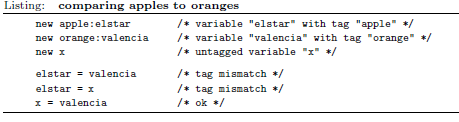 Listing: comparing apples to oranges
new apple:elstar /* variable "elstar" with tag "apple" */
new orange:valencia /* variable "valencia" with tag "orange" */
new x /* untagged variable "x" */
elstar = valencia /* tag mismatch */
elstar = x /* tag mismatch */
x = valencia /* ok */